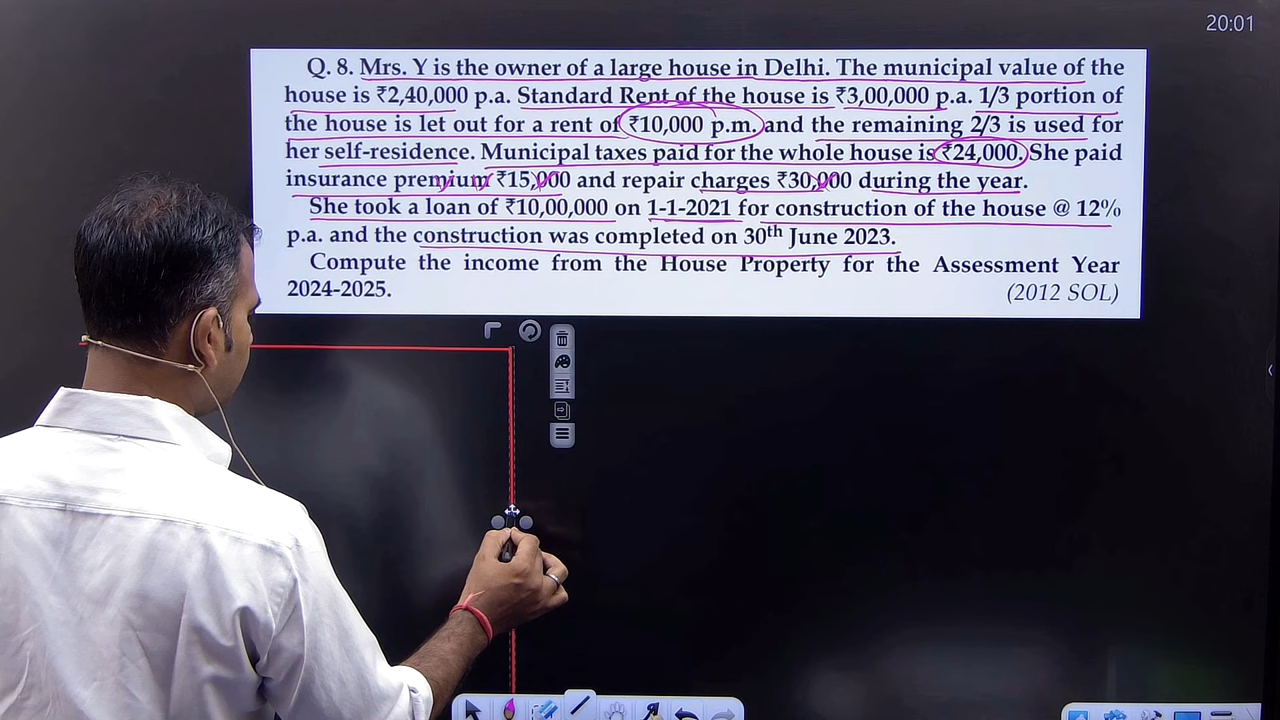 20:01
Q. 8. Mrs. Y is the owner of a large house in Delhi. The municipal value of the
house is ₹2,40,000 p.a. Standard Rent of the house is ₹3,00,000 p.a. 1/3 portion of
the house is let out for a rent of ₹10,000 p.m. and the remaining 2/3 is used for
her self-residence. Municipal taxes paid for the whole house is ₹24,000. She paid
insurance premium ₹15,000 and repair charges ₹30,000 during the year.
She took a loan of ₹10,00,000 on 1-1-2021 for construction of the house @ 12%
p.a. and the construction was completed on 30th June 2023.
Compute the income from the House Property for the Assessment Year
2024-2025. (2012 SOL)